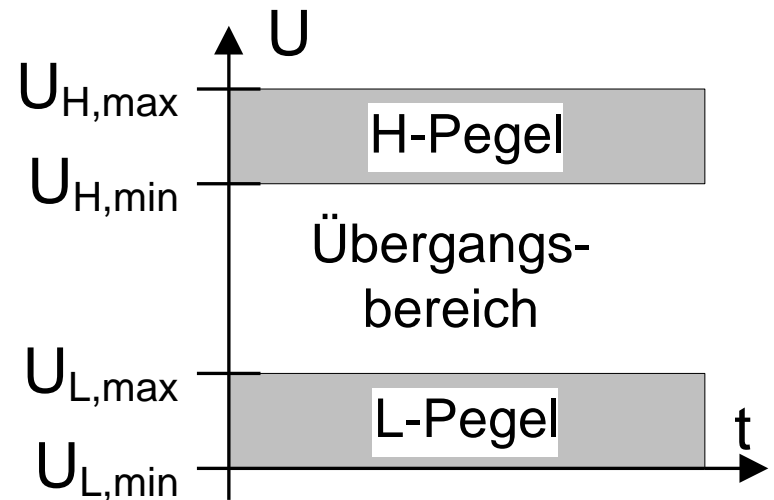 U
U_H,max
H-Pegel
U_H,min
Übergangs-
bereich
U_L,max
L-Pegel
t
U_L,min